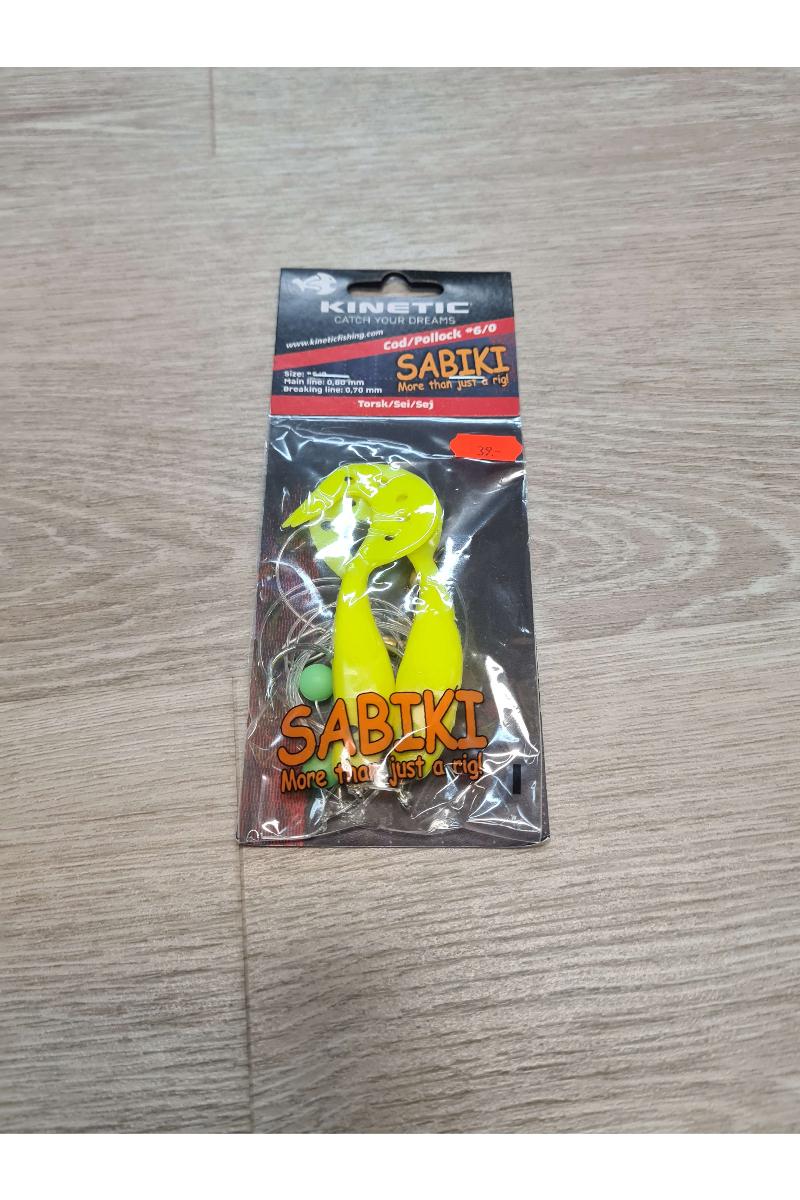 KINETIC
CATCH YOUR DREAMS
www.kineticfishing.com
Cod/Pollock #6/0
SABIKI
More than just a rig!
Size:
Main line: 0,80 mm
Breaking line: 0,70 mm
Torsk/Sei/Sej
39.-
SABIKI
More than just a rig!